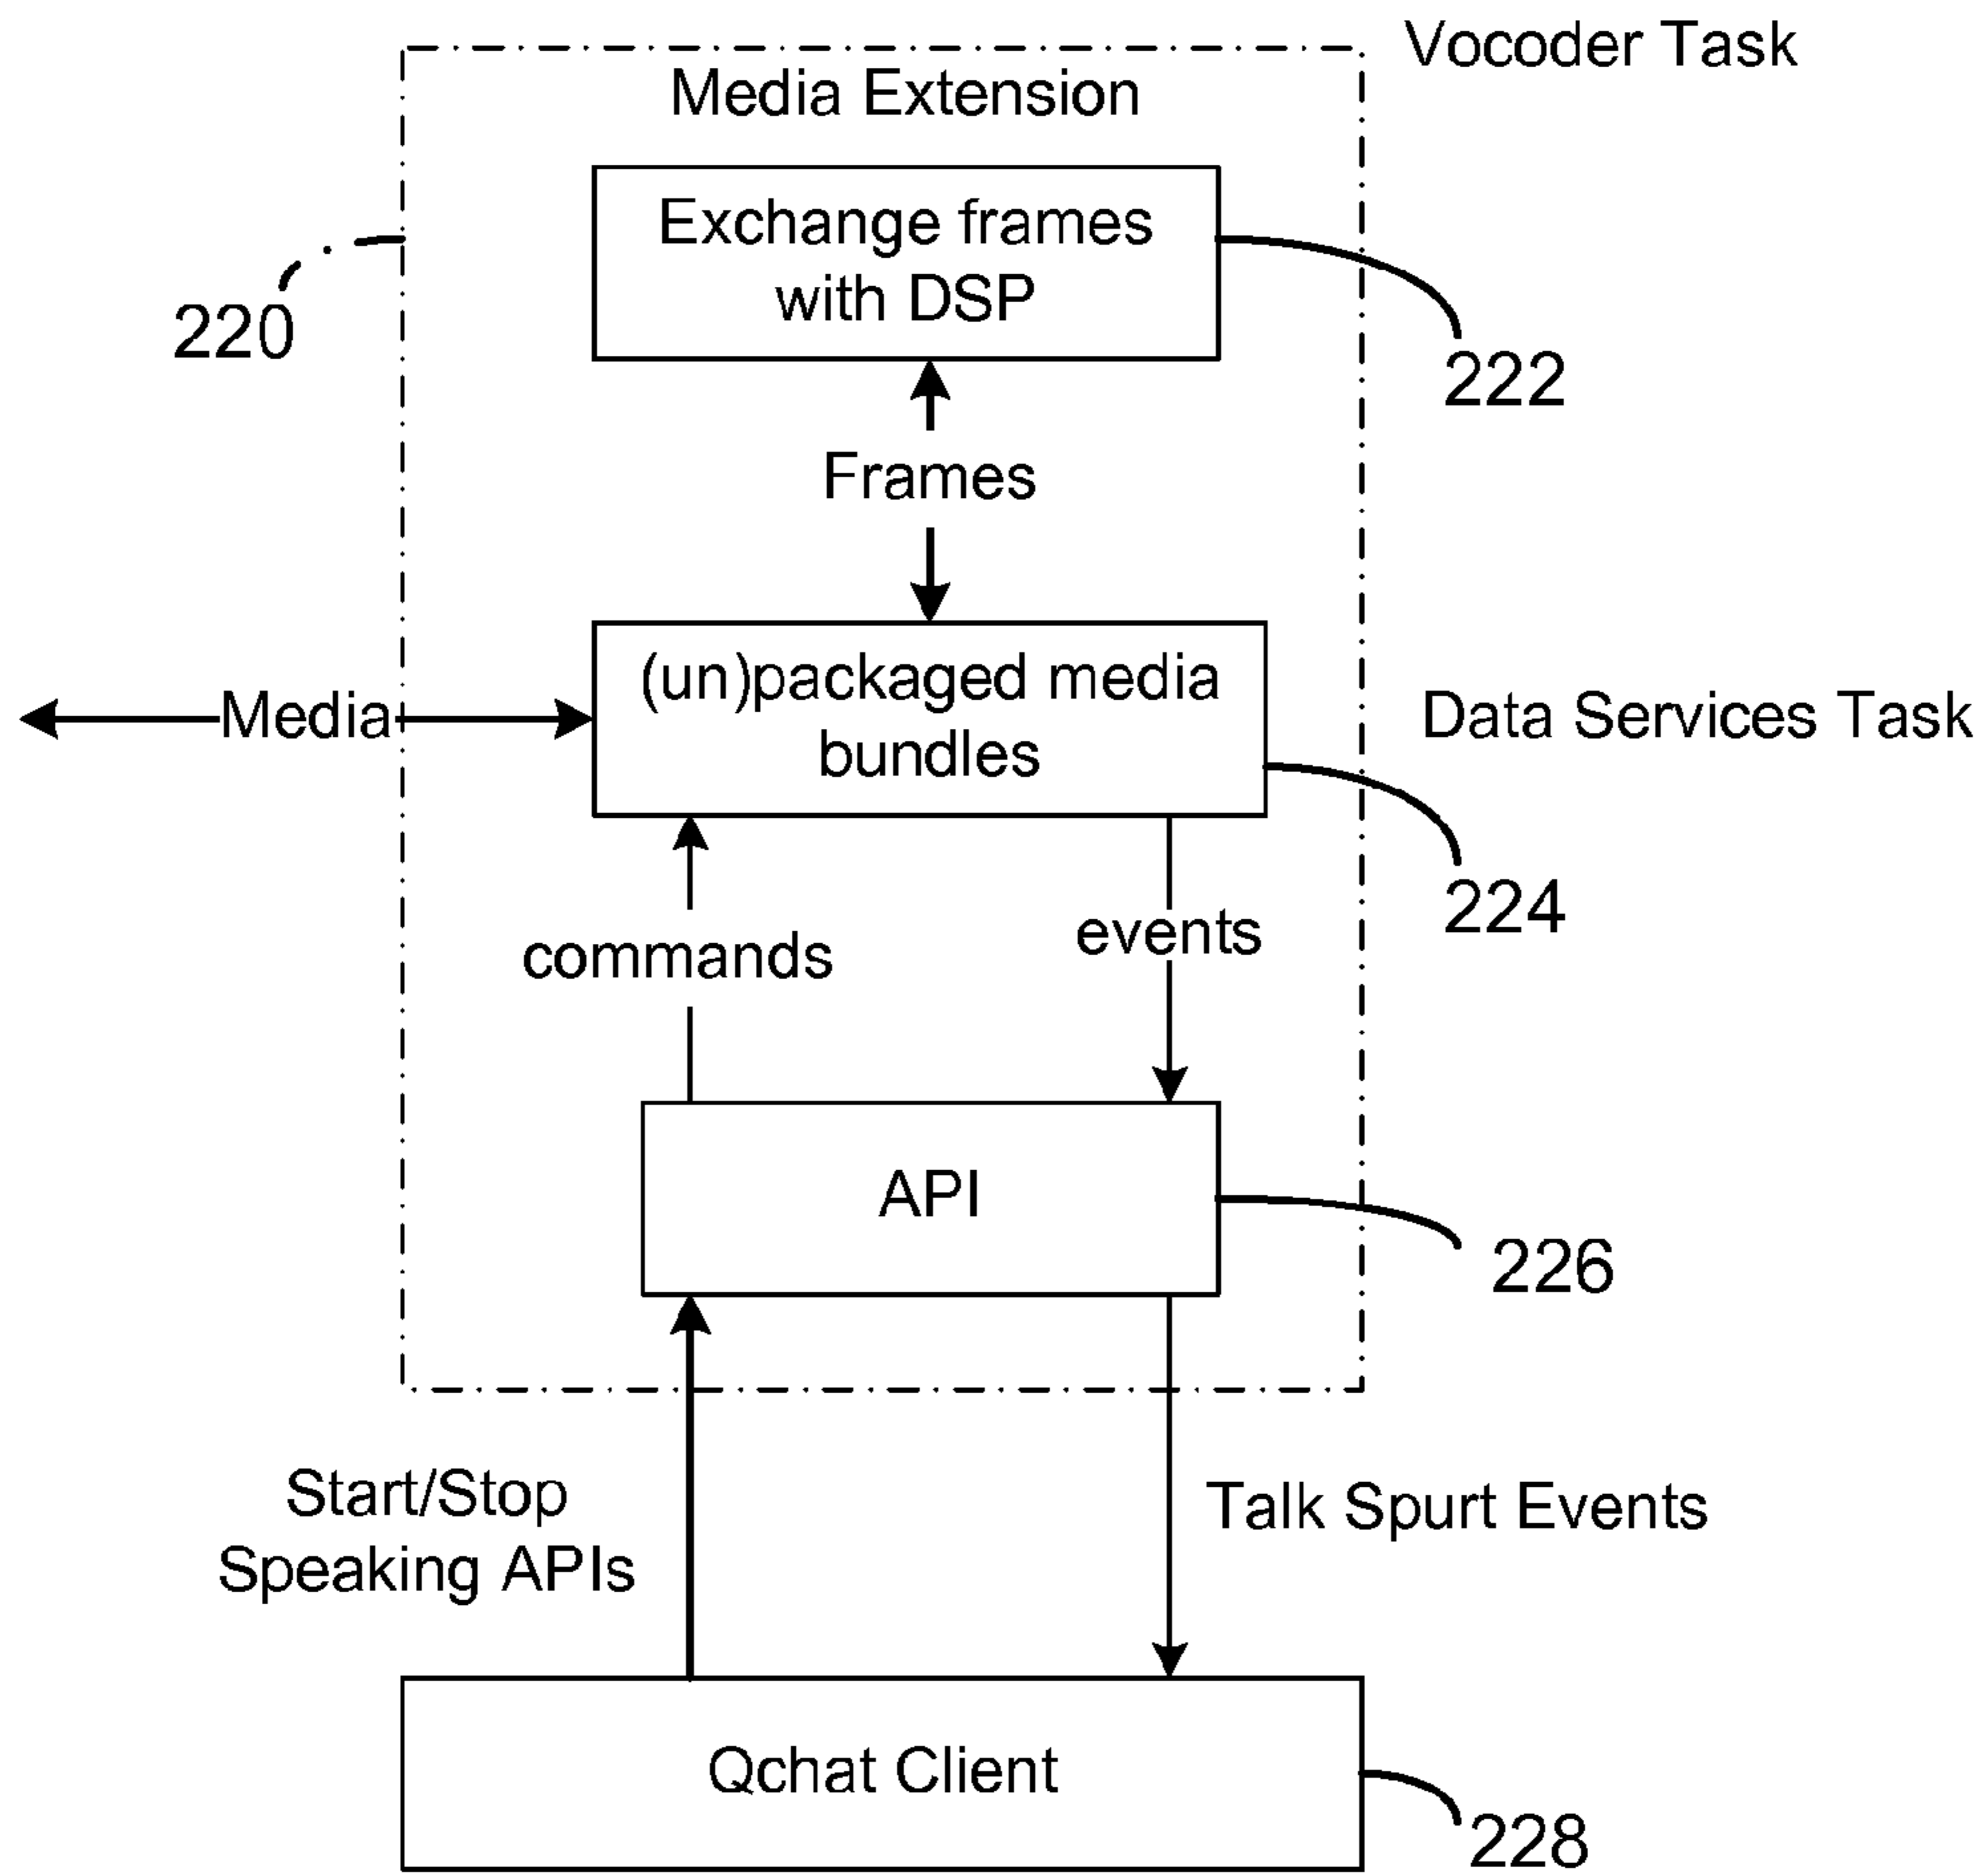 Vocoder Task
Media Extension
Exchange frames
with DSP
220
222
Frames
(un)packaged media
bundles
Media
Data Services Task
224
commands
events
API
226
Start/Stop
Speaking APIs
Talk Spurt Events
Qchat Client
228